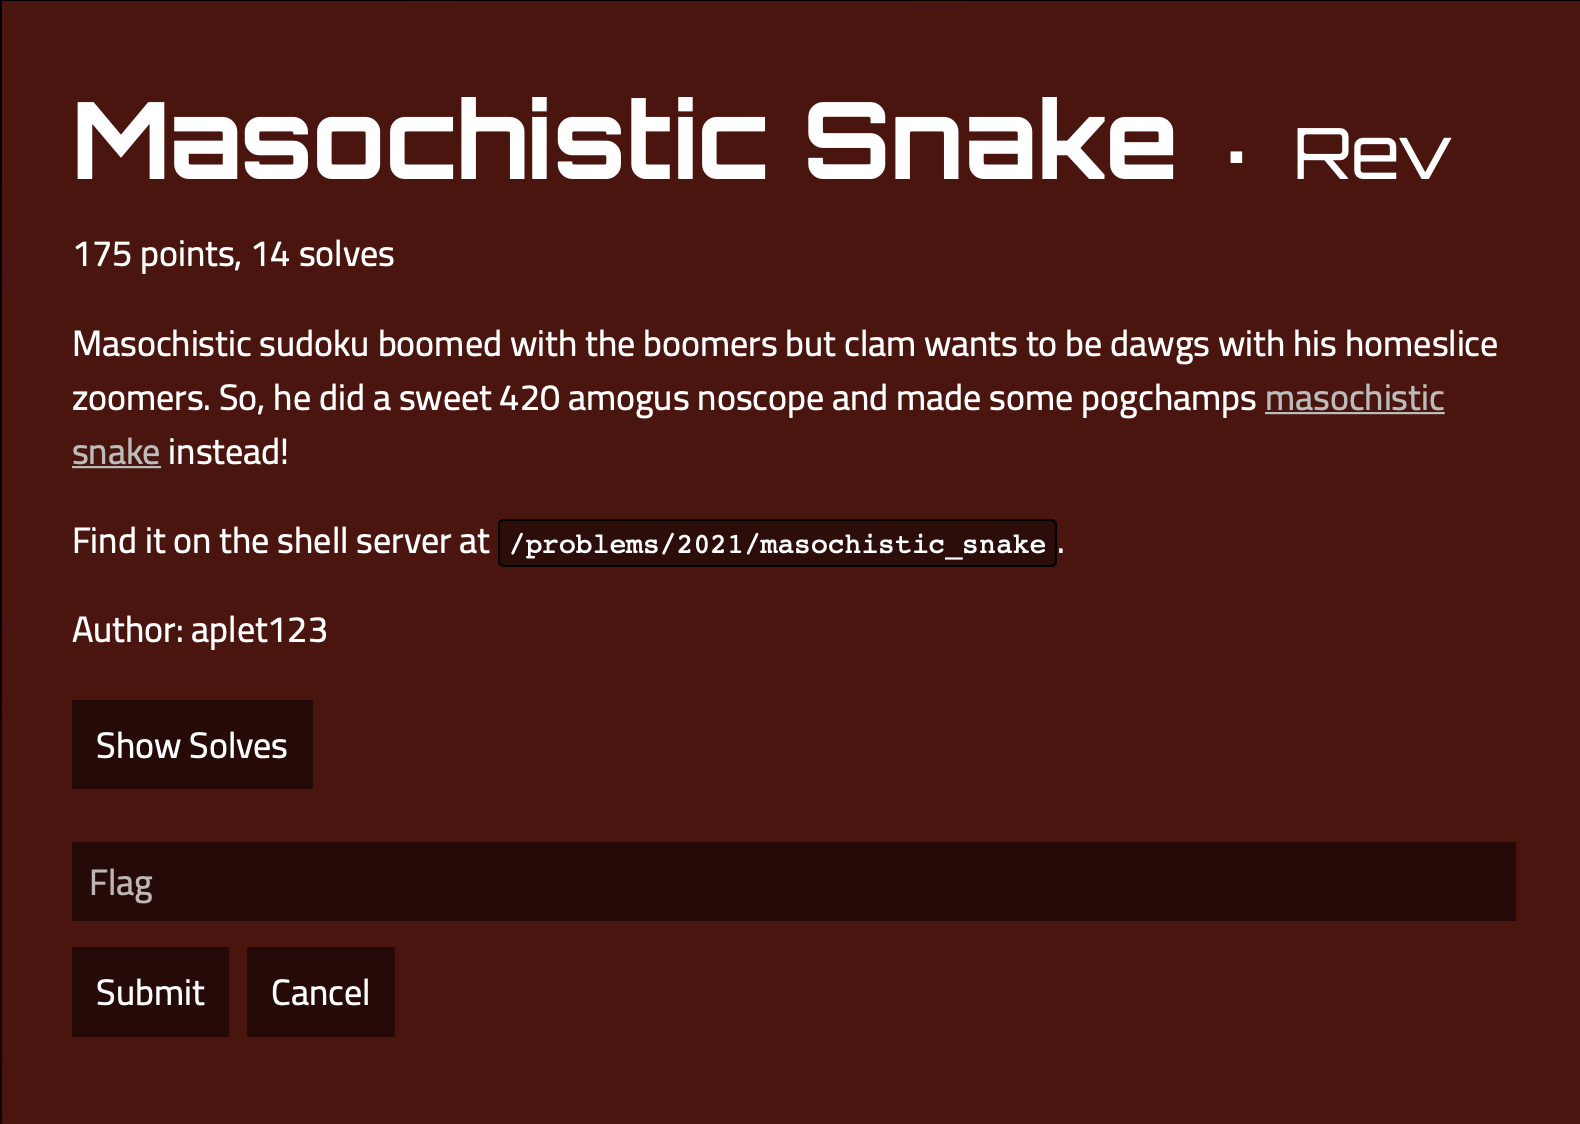 Masochistic Snake · Rev
175 points, 14 solves
Masochistic sudoku boomed with the boomers but clam wants to be dawgs with his homeslice
zoomers. So, he did a sweet 420 amogus noscope and made some pogchamps masochistic
snake instead!
Find it on the shell server at /problems/2021/masochistic_snake.
Author: aplet123
Show Solves
Flag
Submit Cancel